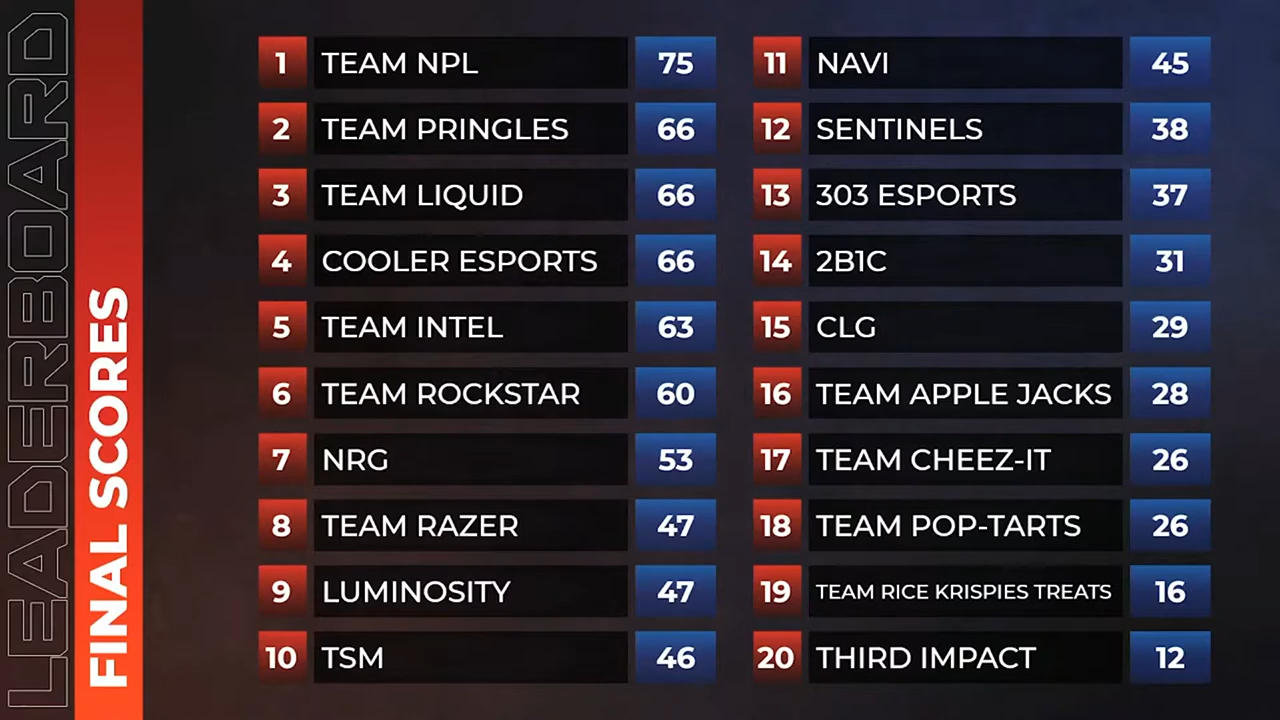 LEADERBOARD
FINAL SCORES
1 TEAM NPL 75
2 TEAM PRINGLES 66
3 TEAM LIQUID 66
4 COOLER ESPORTS 66
5 TEAM INTEL 63
6 TEAM ROCKSTAR 60
7 NRG 53
8 TEAM RAZER 47
9 LUMINOSITY 47
10 TSM 46
11 NAVI 45
12 SENTINELS 38
13 303 ESPORTS 37
14 2B1C 31
15 CLG 29
16 TEAM APPLE JACKS 28
17 TEAM CHEEZ-IT 26
18 TEAM POP-TARTS 26
19 TEAM RICE KRISPIES TREATS 16
20 THIRD IMPACT 12